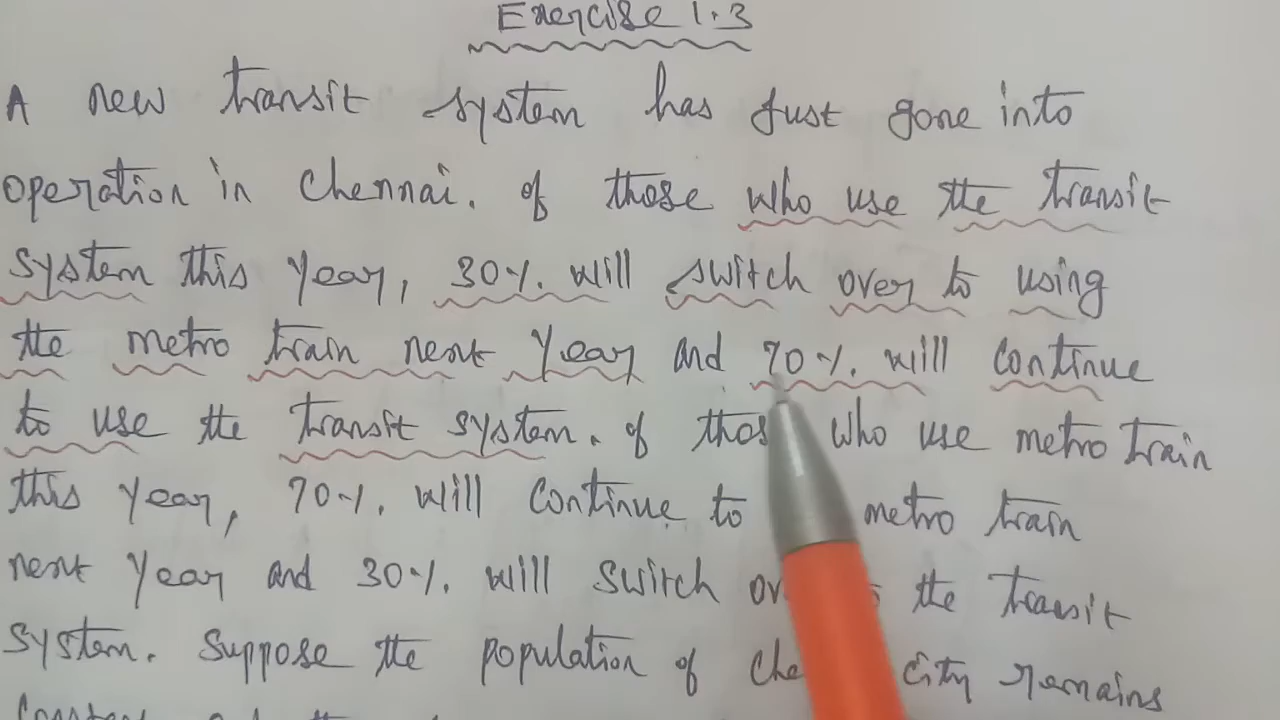 Exercise 1.3
A new transit system has just gone into
operation in Chennai. Of those who use the transit
system this year, 30%. will switch over to using
the metro train next year and 70%. will continue
to use the transit system. Of who use metro train
this year, 70%. will continue to metro train
next year and 30%. will switch the transit
system. Suppose the population of city remains